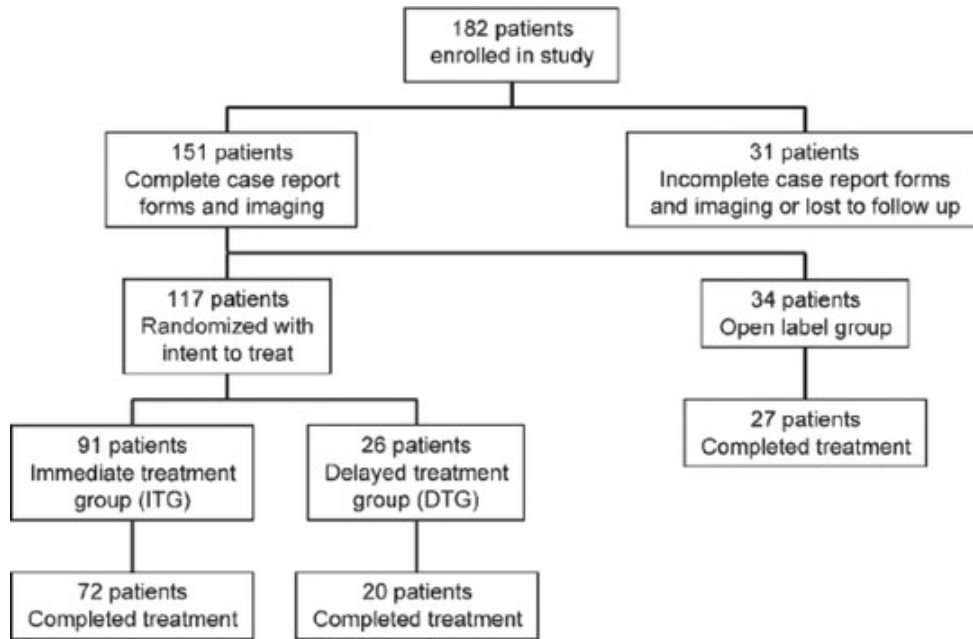 182 patients
enrolled in study
151 patients
Complete case report
forms and imaging
31 patients
Incomplete case report forms
and imaging or lost to follow up
117 patients
Randomized with
intent to treat
34 patients
Open label group
91 patients
Immediate treatment
group (ITG)
26 patients
Delayed treatment
group (DTG)
27 patients
Completed treatment
72 patients
Completed treatment
20 patients
Completed treatment